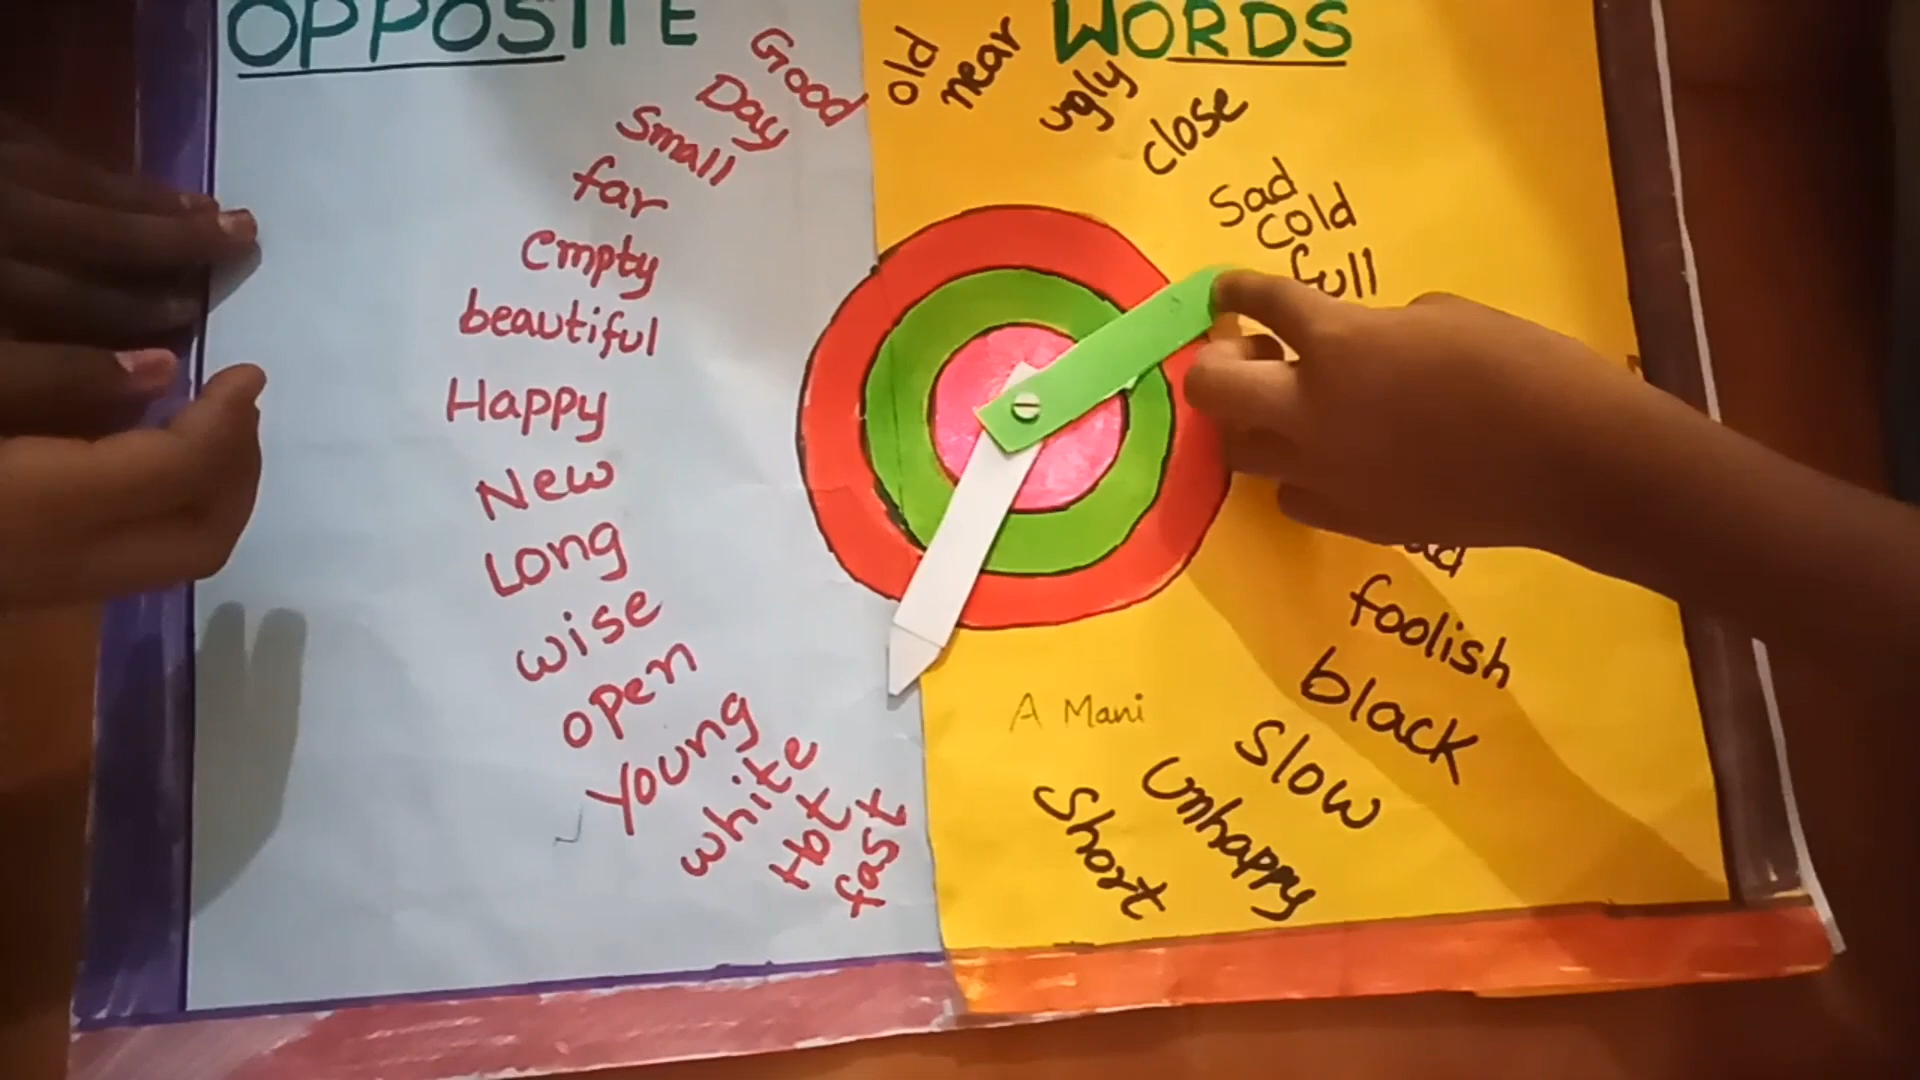 OPPOSITE
WORDS
Good
Day
Small
far
Empty
beautiful
Happy
New
Long
wise
open
Young
white
Hot
fast
old
near
ugly
close
Sad
Cold
full
foolish
black
Slow
Unhappy
Short
A Mani